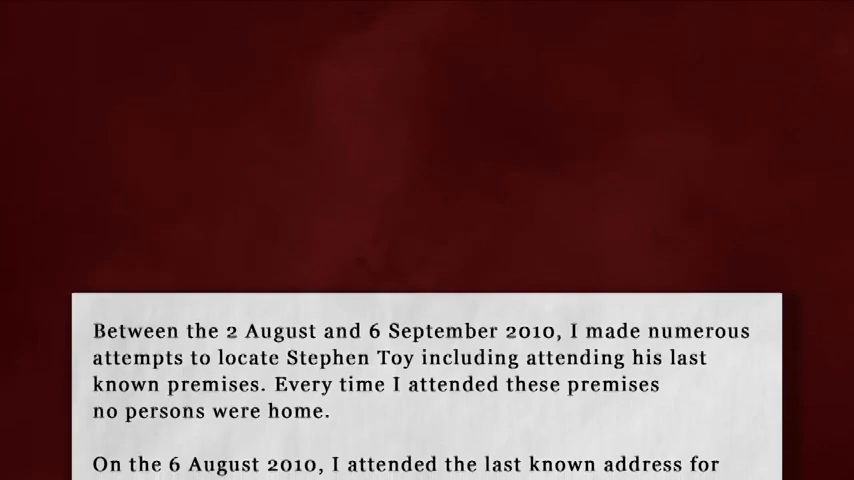 Between the 2 August and 6 September 2010, I made numerous
attempts to locate Stephen Toy including attending his last
known premises. Every time I attended these premises
no persons were home.
On the 6 August 2010, I attended the last known address for